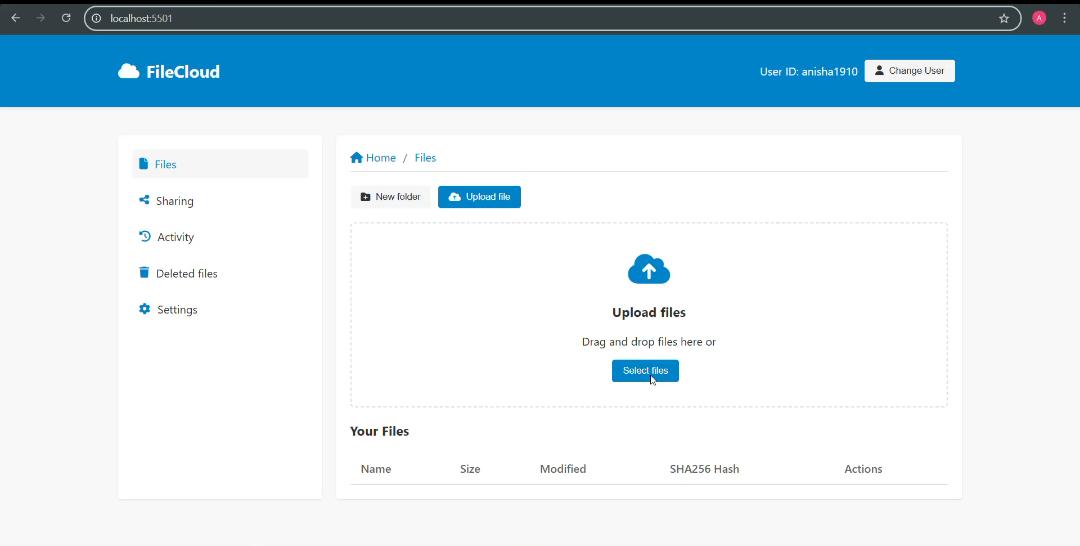 localhost:5501
A
FileCloud
User ID: anisha1910
Change User
Files
Sharing
Activity
Deleted files
Settings
Home / Files
New folder
Upload file
Upload files
Drag and drop files here or
Select files
Your Files
Name Size Modified SHA256 Hash Actions